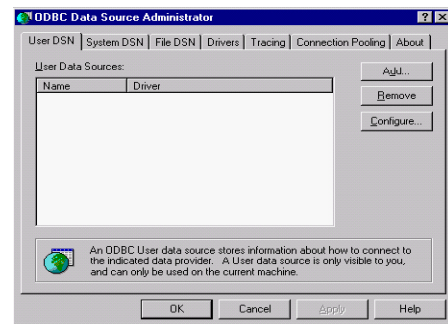 ODBC Data Source Administrator
User DSN System DSN File DSN Drivers Tracing Connection Pooling About
User Data Sources:
Name Driver
Add...
Remove
Configure...
An ODBC User data source stores information about how to connect to
the indicated data provider. A User data source is only visible to you,
and can only be used on the current machine.
OK Cancel Apply Help